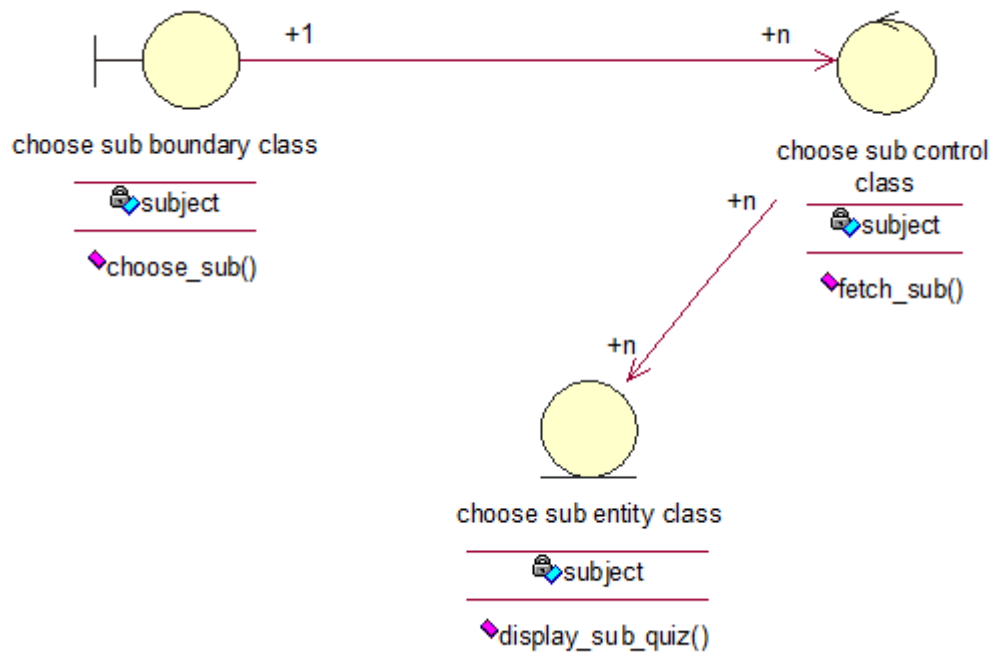 +1
+n
choose sub boundary class
subject
choose_sub()
choose sub control
class
subject
fetch_sub()
+n
+n
choose sub entity class
subject
display_sub_quiz()